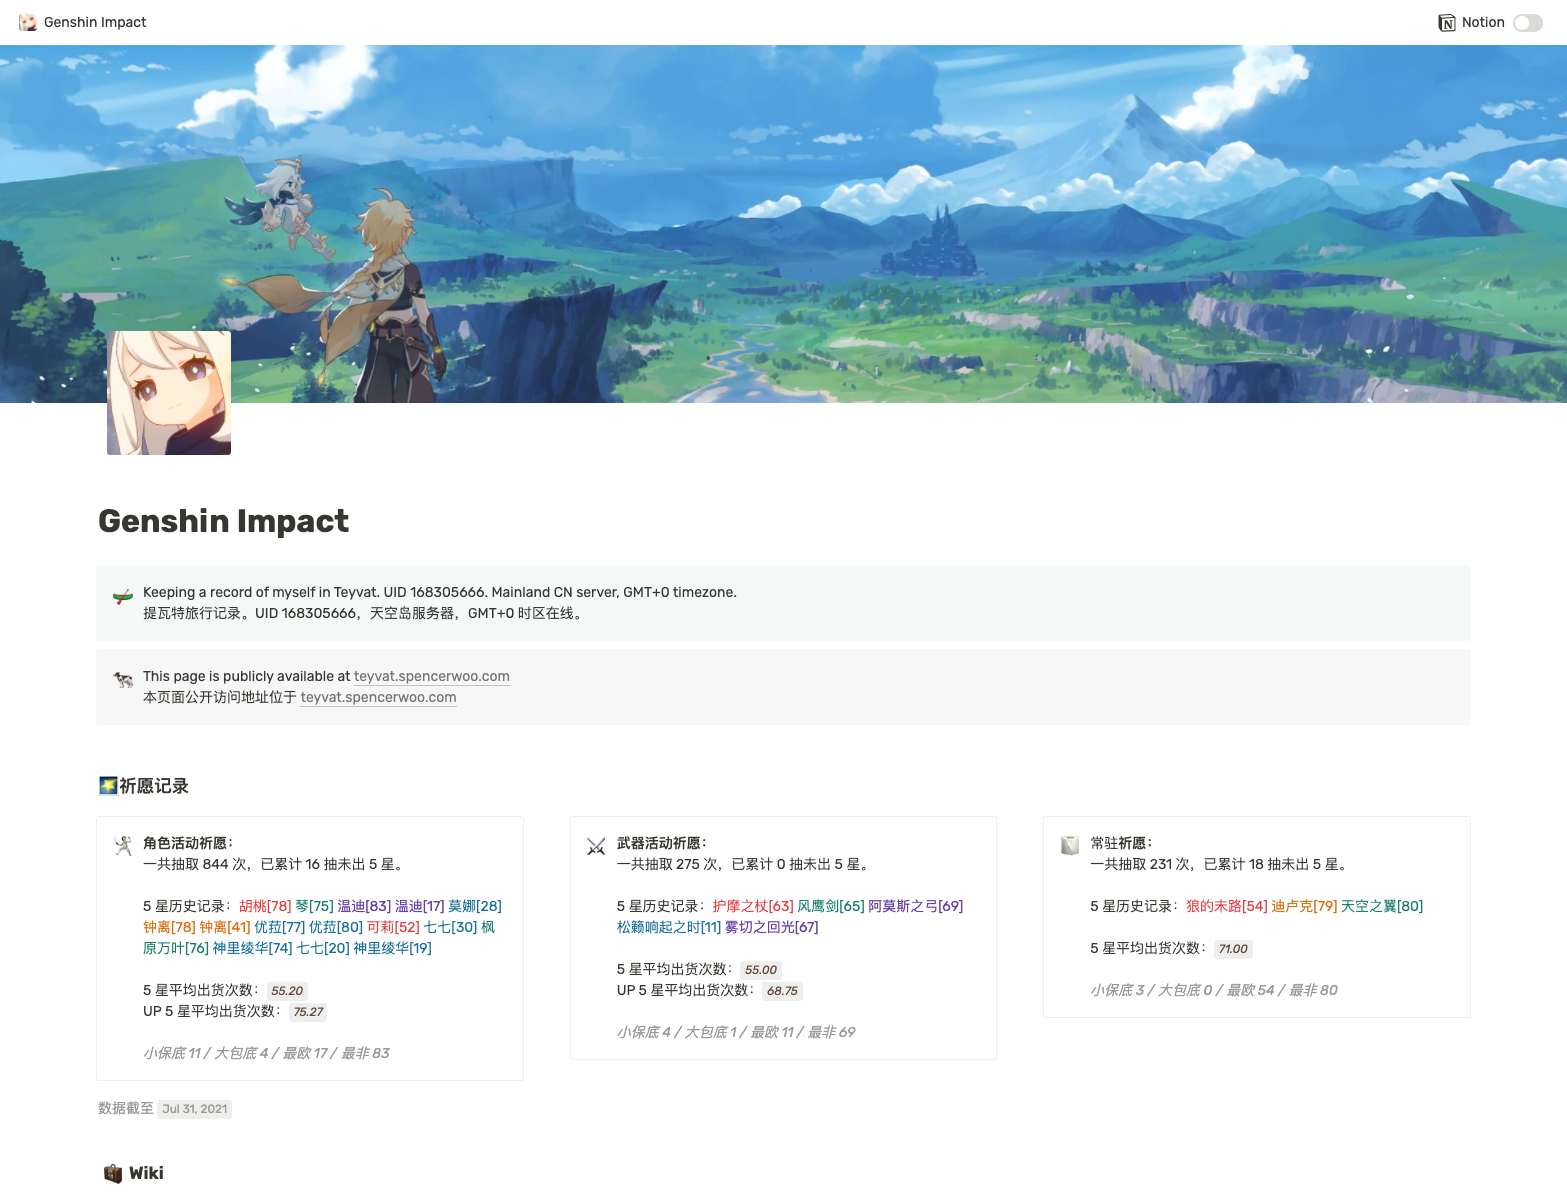 Genshin Impact
Notion
Genshin Impact
Keeping a record of myself in Teyvat. UID 168305666. Mainland CN server, GMT+0 timezone.
提瓦特旅行记录。UID 168305666，天空岛服务器，GMT+0 时区在线。
This page is publicly available at teyvat.spencerwoo.com
本页面公开访问地址位于 teyvat.spencerwoo.com
祈愿记录
角色活动祈愿：
一共抽取 844 次，已累计 16 抽未出 5 星。
5 星历史记录：胡桃[78] 琴[75] 温迪[83] 温迪[17] 莫娜[28]
钟离[78] 钟离[41] 优菈[77] 优菈[80] 可莉[52] 七七[30] 枫
原万叶[76] 神里绫华[74] 七七[20] 神里绫华[19]
5 星平均出货次数： 55.20
UP 5 星平均出货次数： 75.27
小保底 11 / 大包底 4 / 最欧 17 / 最非 83
武器活动祈愿：
一共抽取 275 次，已累计 0 抽未出 5 星。
5 星历史记录：护摩之杖[63] 风鹰剑[65] 阿莫斯之弓[69]
松籁响起之时[11] 雾切之回光[67]
5 星平均出货次数： 55.00
UP 5 星平均出货次数： 68.75
小保底 4 / 大包底 1 / 最欧 11 / 最非 69
常驻祈愿：
一共抽取 231 次，已累计 18 抽未出 5 星。
5 星历史记录：狼的末路[54] 迪卢克[79] 天空之翼[80]
5 星平均出货次数： 71.00
小保底 3 / 大包底 0 / 最欧 54 / 最非 80
数据截至 Jul 31, 2021
Wiki